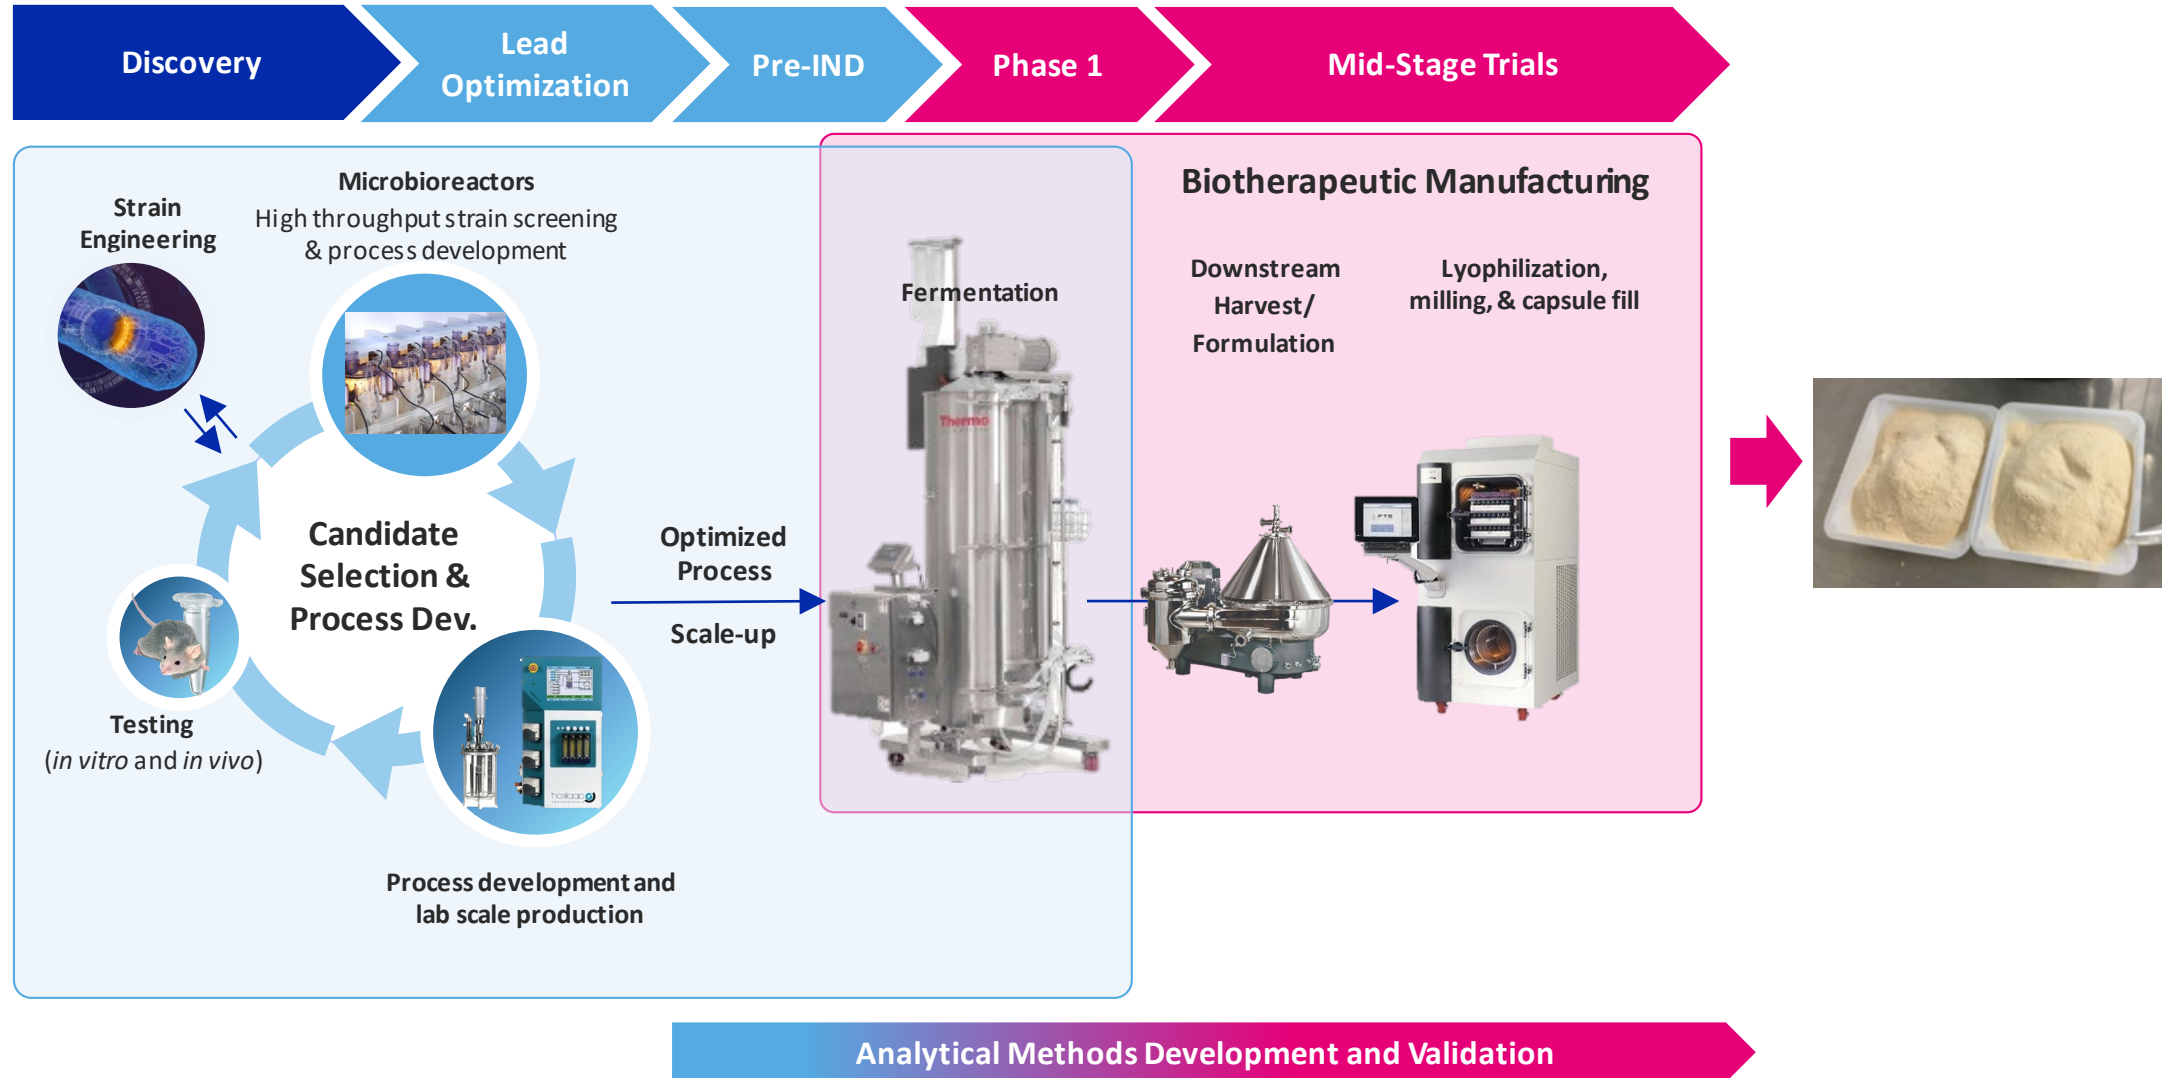 Discovery
Lead
Optimization
Pre-IND
Phase 1
Mid-Stage Trials
Strain
Engineering
Microbioreactors
High throughput strain screening
& process development
Biotherapeutic Manufacturing
Fermentation
Downstream
Harvest/
Formulation
Lyophilization,
milling, & capsule fill
Thermo
Candidate
Selection &
Process Dev.
Optimized
Process
Scale-up
FTS
Testing
(in vitro and in vivo)
Process development and
lab scale production
Analytical Methods Development and Validation